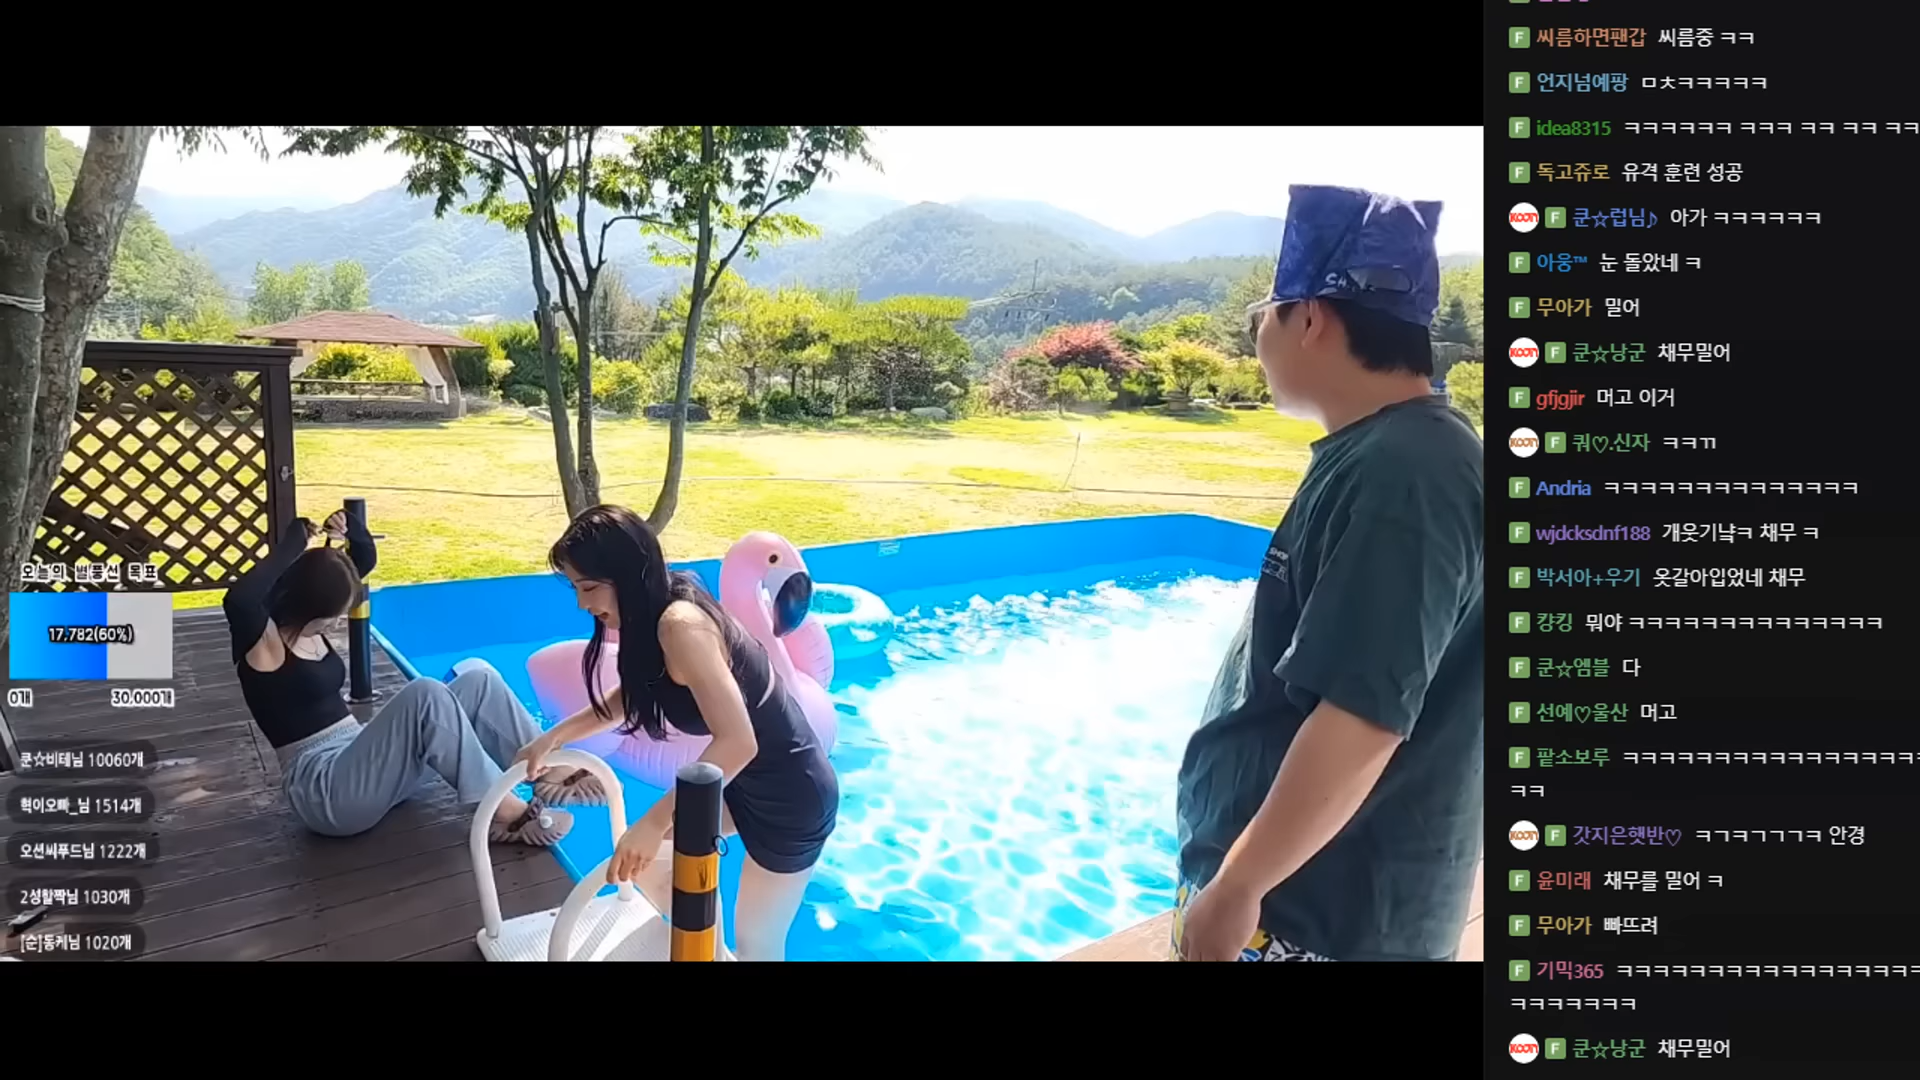 오늘의 별풍선 목표
17,782(60%)
0개 30,000개
쿤☆비테님 10060개
혁이오빠_님 1514개
오션씨푸드님 1222개
2성활짝님 1030개
[순]동케님 1020개
씨름하면팬갑 씨름중 ㅋㅋ
언지넘예팡 ㅁㅊㅋㅋㅋㅋㅋ
idea8315 ㅋㅋㅋㅋㅋㅋ ㅋㅋㅋ ㅋㅋ ㅋㅋ ㅋㅋ
독고쥬로 유격 훈련 성공
쿤☆럽님♪ 아가 ㅋㅋㅋㅋㅋㅋ
아웅™ 눈 돌았네 ㅋ
무아가 밀어
쿤☆낭군 채무밀어
gfjgjir 머고 이거
쿼♡.신자 ㅋㅋㄲ
Andria ㅋㅋㅋㅋㅋㅋㅋㅋㅋㅋㅋㅋㅋㅋ
wjdcksdnf188 개웃기냨ㅋ 채무 ㅋ
박서아+우기 옷갈아입었네 채무
캉킹 뭐야 ㅋㅋㅋㅋㅋㅋㅋㅋㅋㅋㅋㅋㅋㅋ
쿤☆엠블 다
선예♡울산 머고
팥소보루 ㅋㅋㅋㅋㅋㅋㅋㅋㅋㅋㅋㅋㅋㅋㅋㅋ
ㅋㅋ
갓지은햇반♡ ㅋㄱㅋㄱㄱㄱㅋ 안경
윤미래 채무를 밀어 ㅋ
무아가 빠뜨려
기믹365 ㅋㅋㅋㅋㅋㅋㅋㅋㅋㅋㅋㅋㅋㅋㅋㅋㅋ
ㅋㅋㅋㅋㅋㅋㅋ
쿤☆낭군 채무밀어